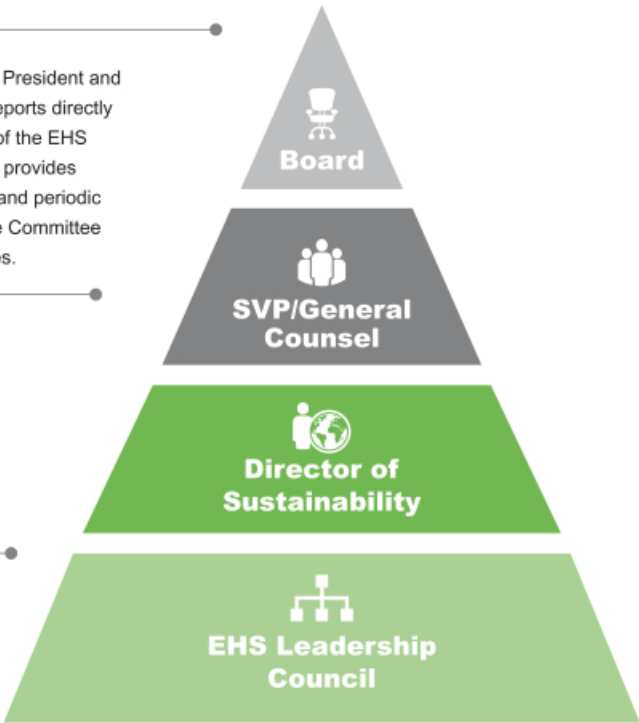 President and
eports directly
of the EHS
provides
and periodic
Committee
s.
Board
SVP/General
Counsel
Director of
Sustainability
EHS Leadership
Council